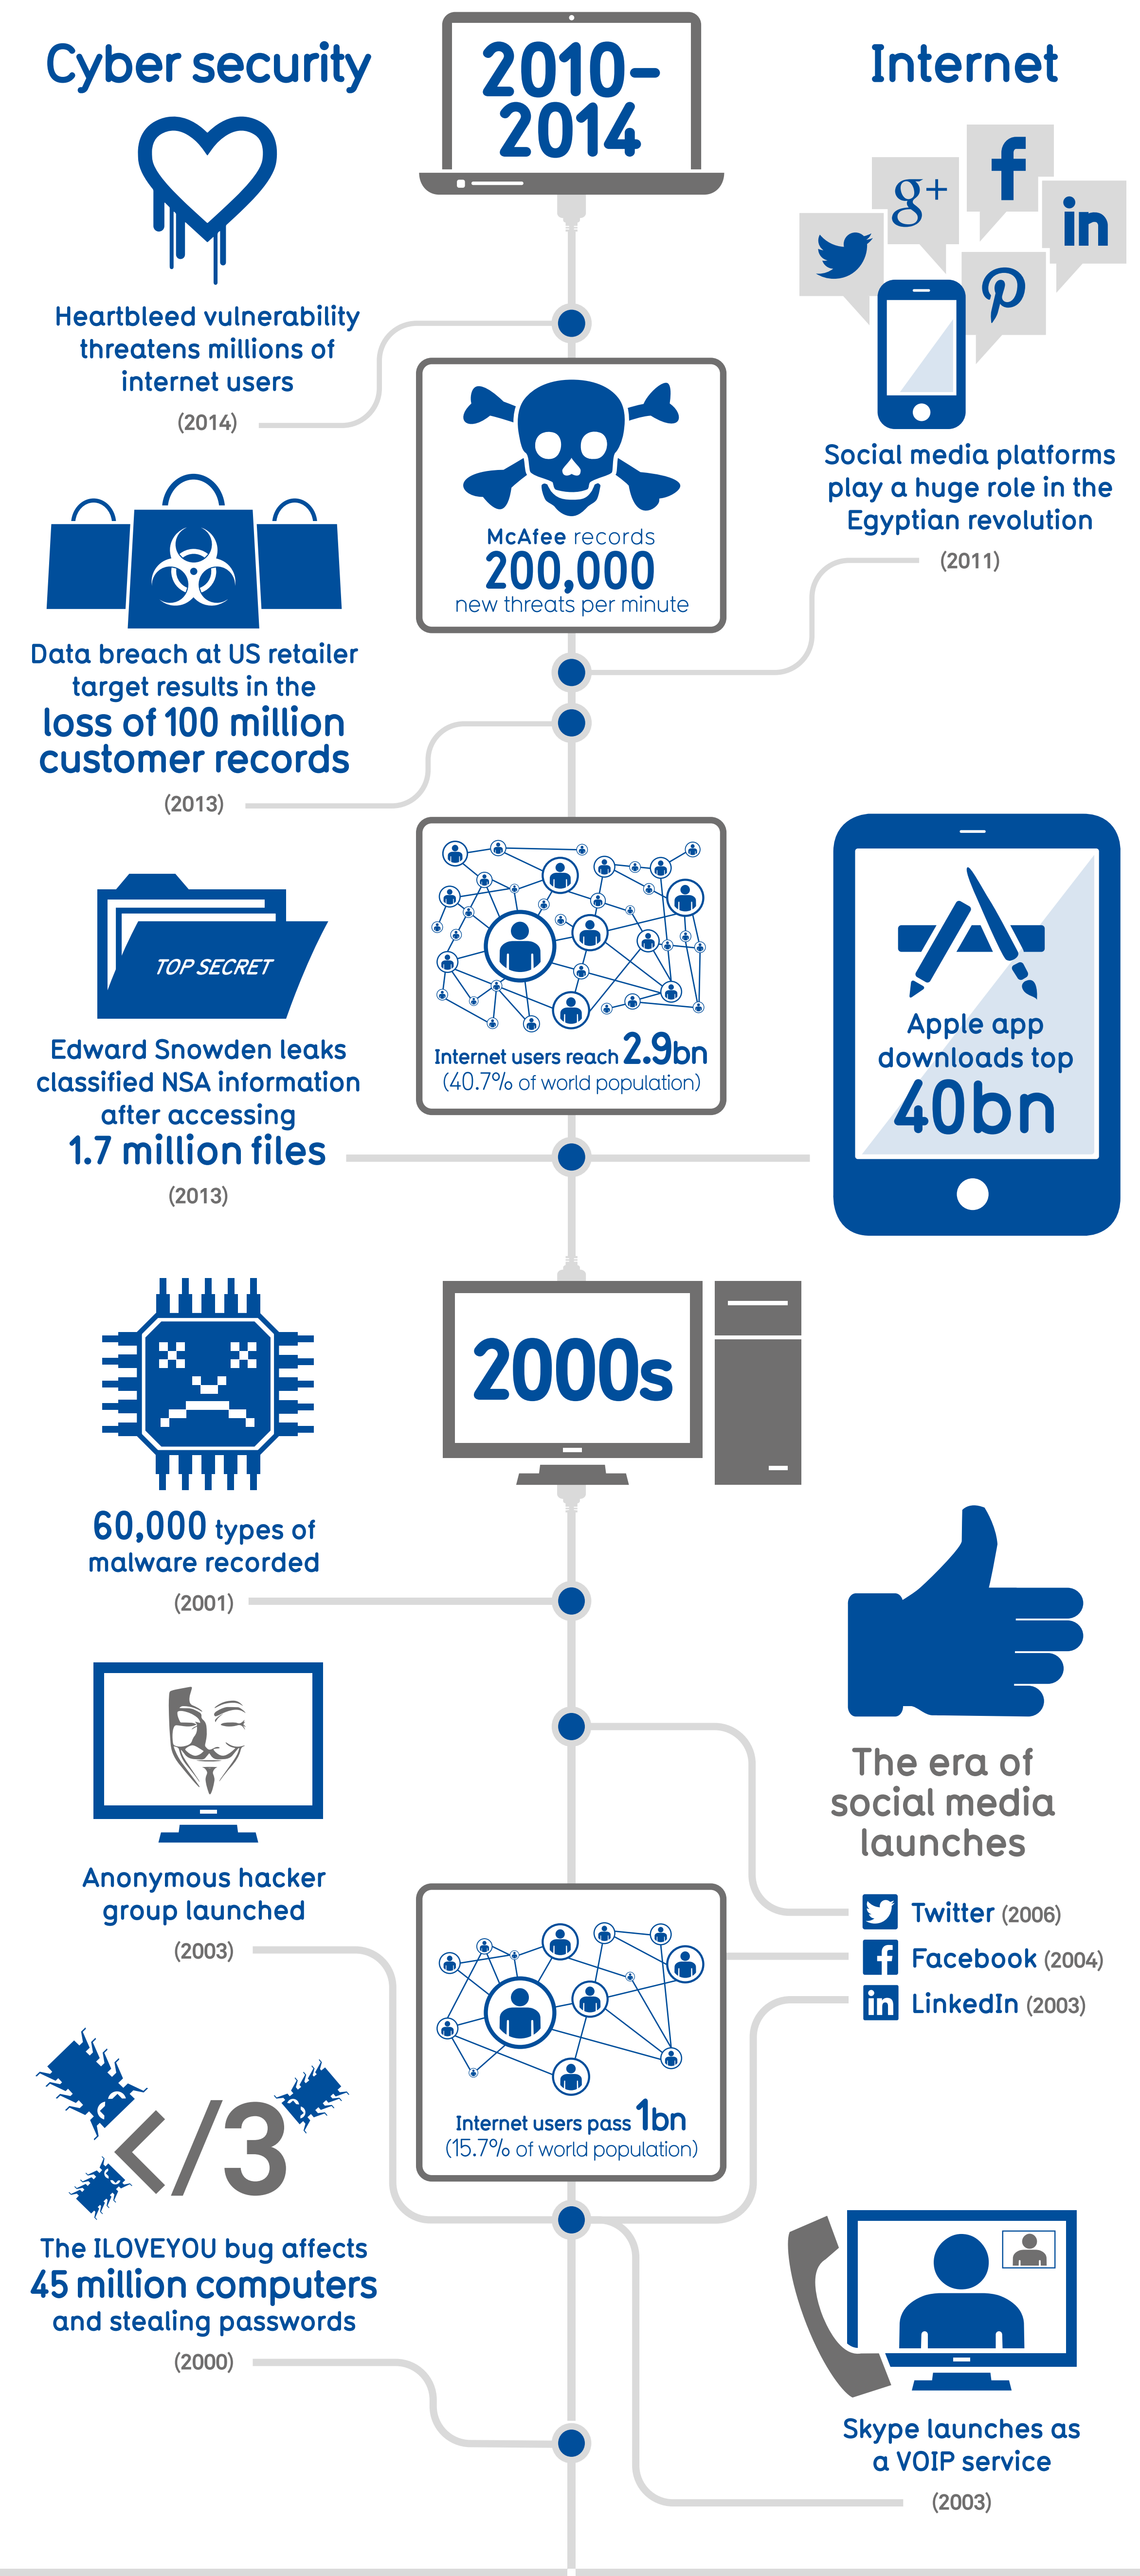 Cyber security
2010–
2014
Internet
g+
f
in
Heartbleed vulnerability
threatens millions of
internet users
(2014)
McAfee records
200,000
new threats per minute
Social media platforms
play a huge role in the
Egyptian revolution
(2011)
Data breach at US retailer
target results in the
loss of 100 million
customer records
(2013)
TOP SECRET
Edward Snowden leaks
classified NSA information
after accessing
1.7 million files
(2013)
Internet users reach 2.9bn
(40.7% of world population)
Apple app
downloads top
40bn
2000s
60,000 types of
malware recorded
(2001)
Anonymous hacker
group launched
(2003)
The era of
social media
launches
Twitter (2006)
f Facebook (2004)
in LinkedIn (2003)
Internet users pass 1bn
(15.7% of world population)
</3
The ILOVEYOU bug affects
45 million computers
and stealing passwords
(2000)
Skype launches as
a VOIP service
(2003)